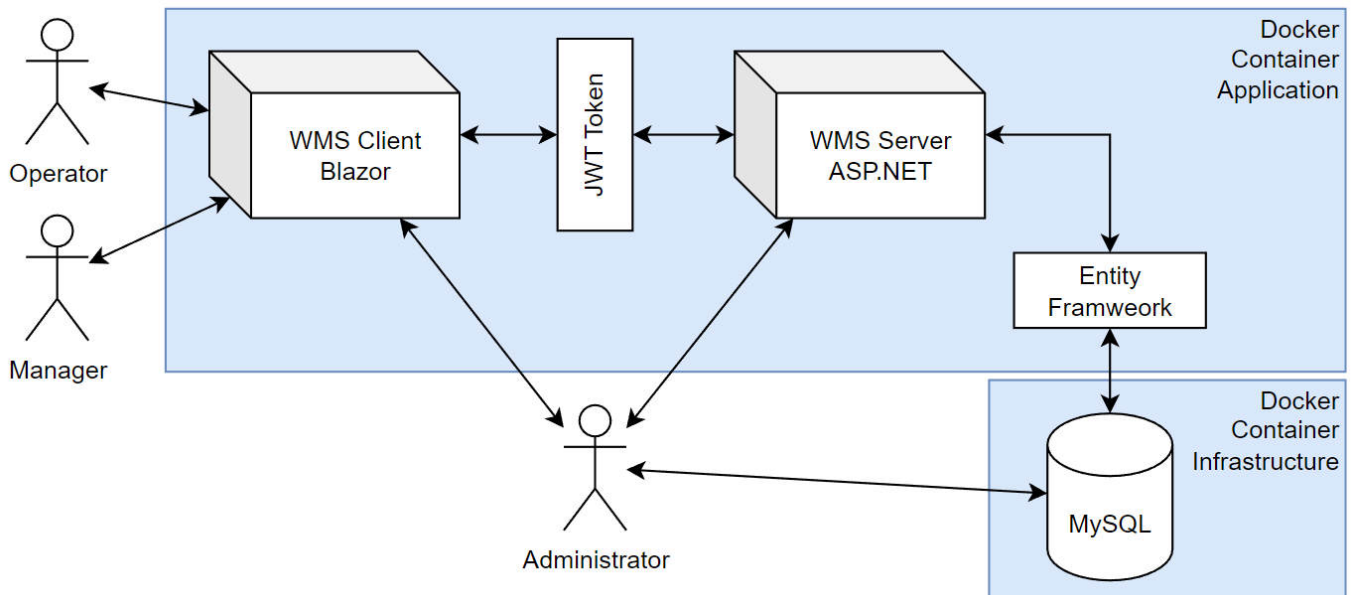 Docker
Container
Application
WMS Client
Blazor
JWT Token
WMS Server
ASP.NET
Operator
Manager
Entity
Framweork
Docker
Container
Infrastructure
MySQL
Administrator